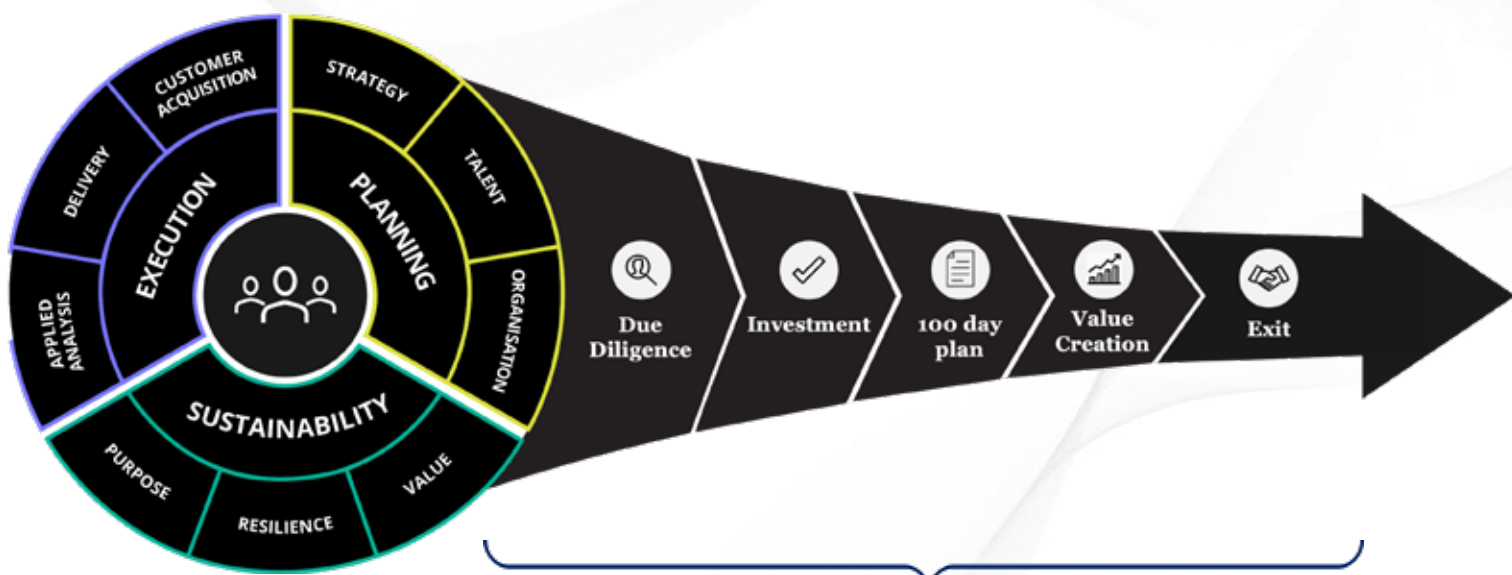 CUSTOMER
ACQUISITION
STRATEGY
DELIVERY
TALENT
EXECUTION
PLANNING
APPLIED
ANALYSIS
ORGANISATION
SUSTAINABILITY
PURPOSE
RESILIENCE
VALUE
Due
Diligence
Investment
100 day
plan
Value
Creation
Exit